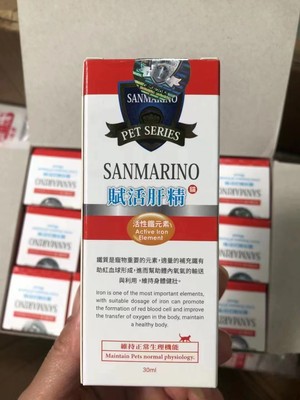 SANMARINO
PET SERIES
SANMARINO
賦活肝精
活性鐵元素
Active Iron
Element
鐵質是寵物重要的元素，適量的補充鐵有
助紅血球形成，進而幫助體內氧氣的輸送
與利用，維持身體健壯。
Iron is one of the most important elements,
with suitable dosage of iron can promote
the formation of red blood cell and improve
the transfer of oxygen in the body, maintain
a healthy body.
維持正常生理機能
Maintain Pets normal physiology.
30ml
SANMARINO
SANMARINO
SANMARINO
SANMARINO